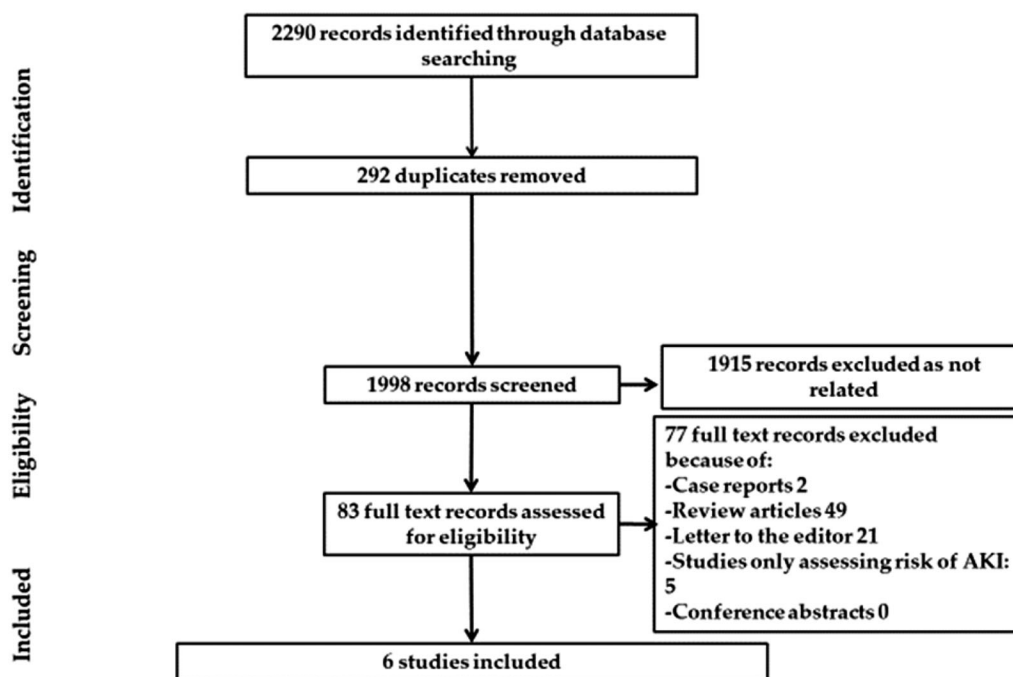 2290 records identified through database
searching
Identification
292 duplicates removed
Screening
1998 records screened
1915 records excluded as not
related
Eligibility
83 full text records assessed
for eligibility
77 full text records excluded
because of:
-Case reports 2
-Review articles 49
-Letter to the editor 21
-Studies only assessing risk of AKI:
5
-Conference abstracts 0
Included
6 studies included